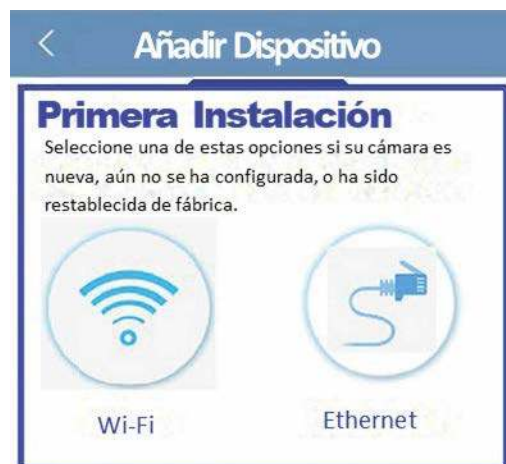 Añadir Dispositivo
Primera Instalación
Seleccione una de estas opciones si su cámara es
nueva, aún no se ha configurada, o ha sido
restablecida de fábrica.
Wi-Fi Ethernet